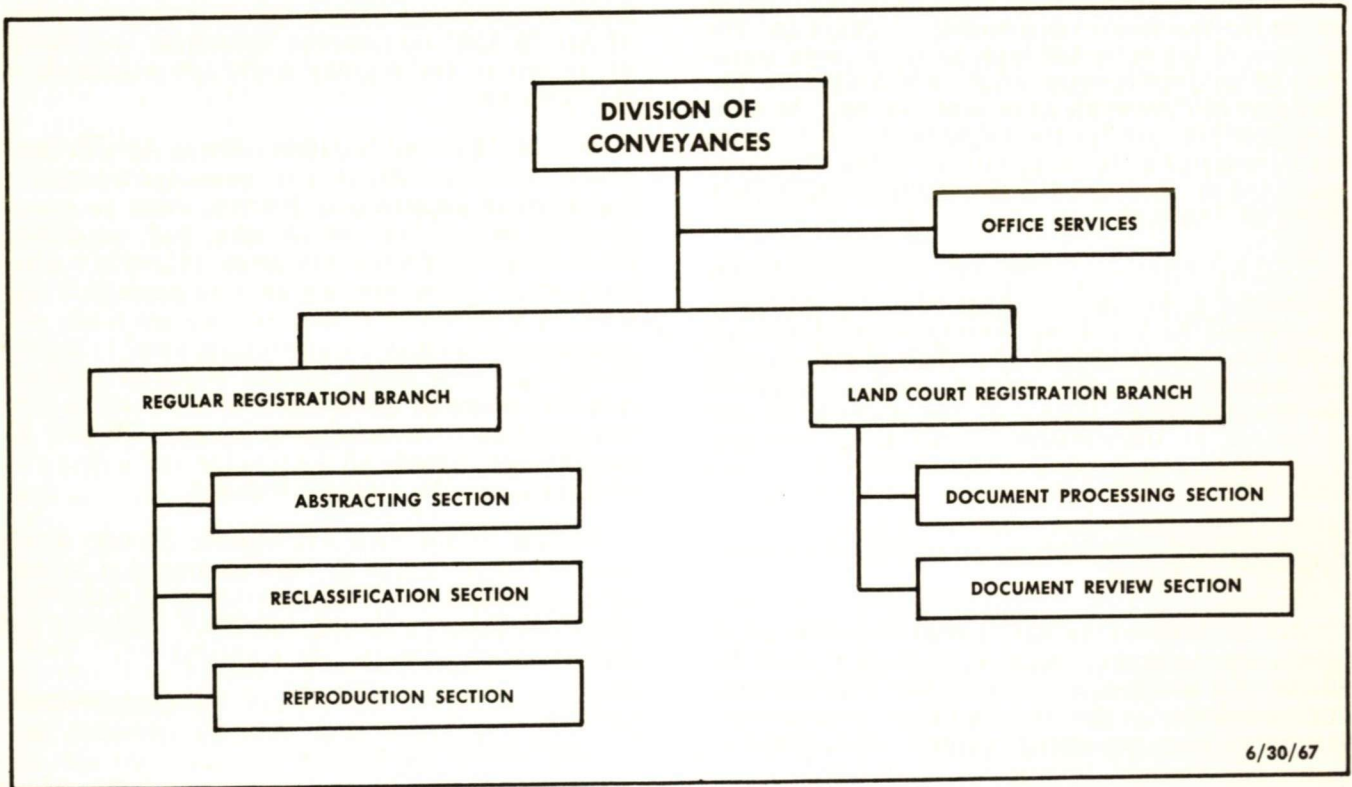 DIVISION OF
CONVEYANCES
OFFICE SERVICES
REGULAR REGISTRATION BRANCH
LAND COURT REGISTRATION BRANCH
ABSTRACTING SECTION
DOCUMENT PROCESSING SECTION
RECLASSIFICATION SECTION
DOCUMENT REVIEW SECTION
REPRODUCTION SECTION
6/30/67